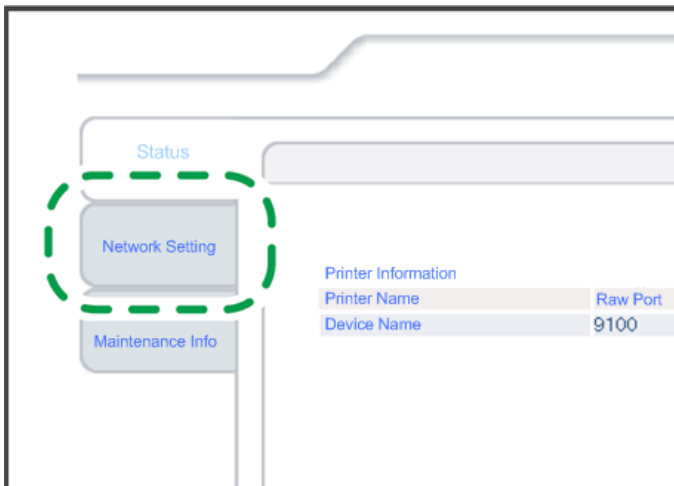 Status
Network Setting
Maintenance Info
Printer Information
Printer Name Raw Port
Device Name 9100